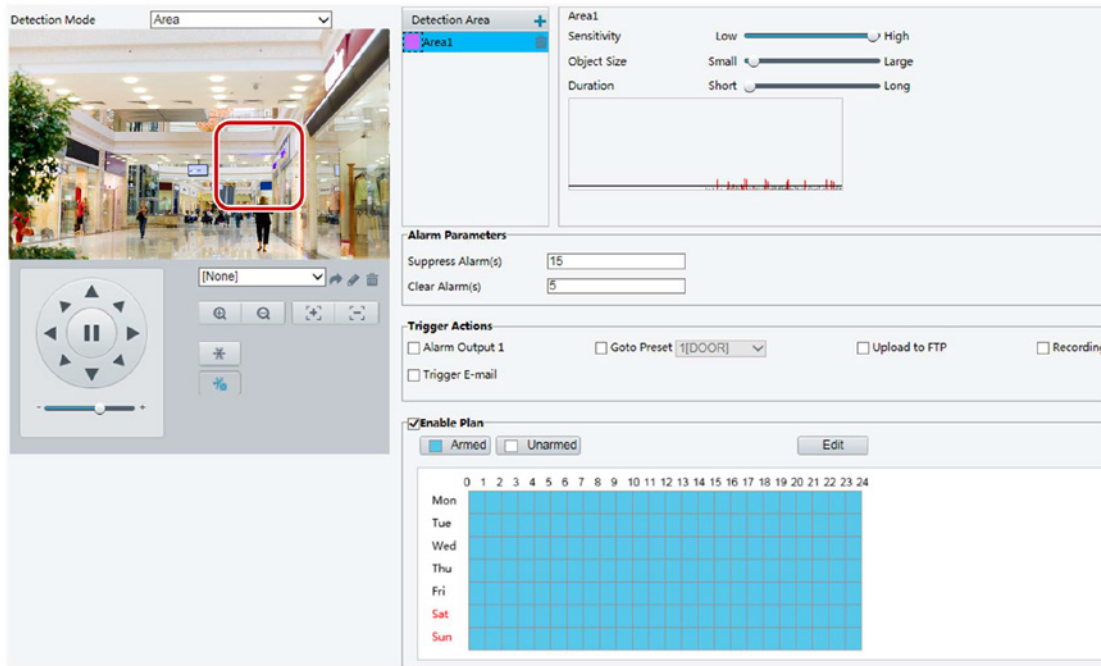 Detection Mode Area
Detection Area +
Area1
Area1
Sensitivity Low High
Object Size Small Large
Duration Short Long
Alarm Parameters
Suppress Alarm(s) 15
Clear Alarm(s) 5
[None]
- +
Trigger Actions
Alarm Output 1 Goto Preset 1[DOOR] Upload to FTP Recording
Trigger E-mail
Enable Plan
Armed Unarmed Edit
0 1 2 3 4 5 6 7 8 9 10 11 12 13 14 15 16 17 18 19 20 21 22 23 24
Mon
Tue
Wed
Thu
Fri
Sat
Sun